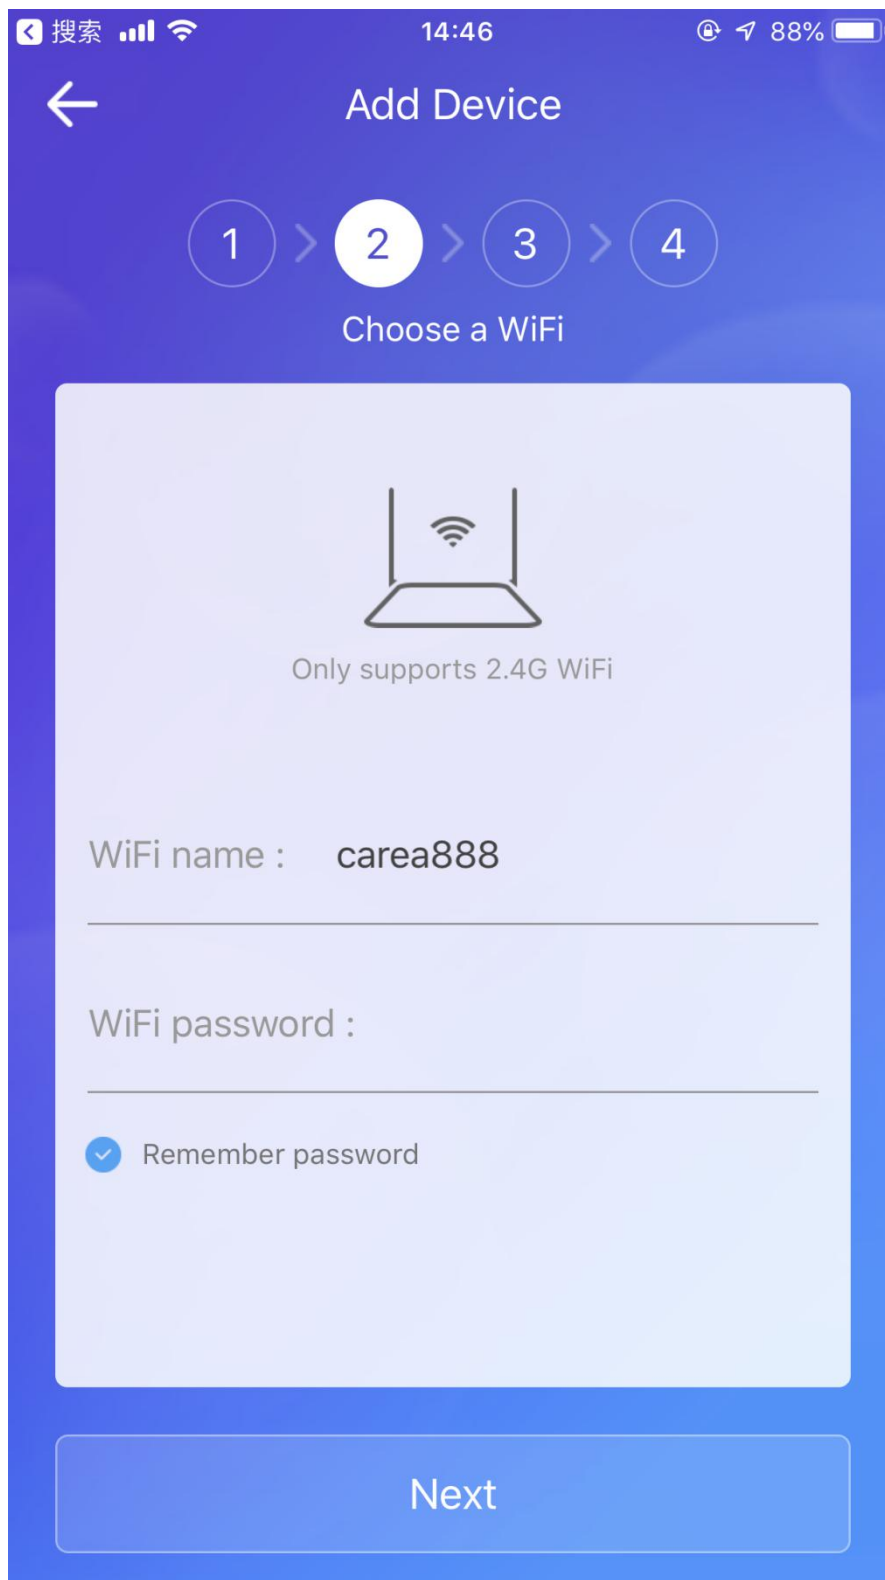 搜索 14:46 88%
Add Device
1 > 2 > 3 > 4
Choose a WiFi
Only supports 2.4G WiFi
WiFi name : carea888
WiFi password :
Remember password
Next